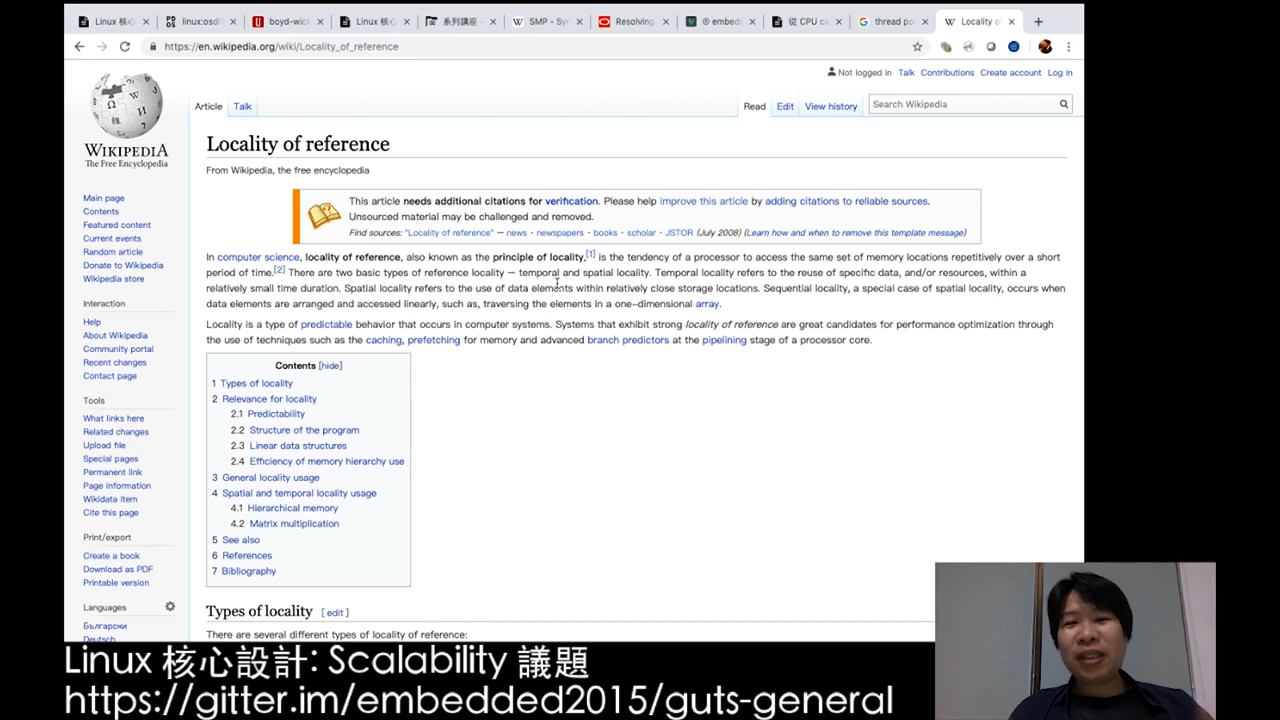 Linux 核心
linux:osdi
boyd-wick
Linux 核心
系列講座 -
SMP - Sy
Resolving
embed
從 CPU ca
thread po
Locality of
https://en.wikipedia.org/wiki/Locality_of_reference
Not logged in Talk Contributions Create account Log in
Article Talk
Read Edit View history
Search Wikipedia
WIKIPEDIA
The Free Encyclopedia
Main page
Contents
Featured content
Current events
Random article
Donate to Wikipedia
Wikipedia store
Interaction
Help
About Wikipedia
Community portal
Recent changes
Contact page
Tools
What links here
Related changes
Upload file
Special pages
Permanent link
Page information
Wikidata item
Cite this page
Print/export
Create a book
Download as PDF
Printable version
Languages
Български
Deutsch
Locality of reference
From Wikipedia, the free encyclopedia
This article needs additional citations for verification. Please help improve this article by adding citations to reliable sources.
Unsourced material may be challenged and removed.
Find sources: "Locality of reference" – news · newspapers · books · scholar · JSTOR (July 2008) (Learn how and when to remove this template message)
In computer science, locality of reference, also known as the principle of locality,[1] is the tendency of a processor to access the same set of memory locations repetitively over a short
period of time.[2] There are two basic types of reference locality – temporal and spatial locality. Temporal locality refers to the reuse of specific data, and/or resources, within a
relatively small time duration. Spatial locality refers to the use of data elements within relatively close storage locations. Sequential locality, a special case of spatial locality, occurs when
data elements are arranged and accessed linearly, such as, traversing the elements in a one-dimensional array.
Locality is a type of predictable behavior that occurs in computer systems. Systems that exhibit strong locality of reference are great candidates for performance optimization through
the use of techniques such as the caching, prefetching for memory and advanced branch predictors at the pipelining stage of a processor core.
Contents [hide]
1 Types of locality
2 Relevance for locality
2.1 Predictability
2.2 Structure of the program
2.3 Linear data structures
2.4 Efficiency of memory hierarchy use
3 General locality usage
4 Spatial and temporal locality usage
4.1 Hierarchical memory
4.2 Matrix multiplication
5 See also
6 References
7 Bibliography
Types of locality [ edit ]
There are several different types of locality of reference:
Linux 核心設計: Scalability 議題
https://gitter.im/embedded2015/guts-general